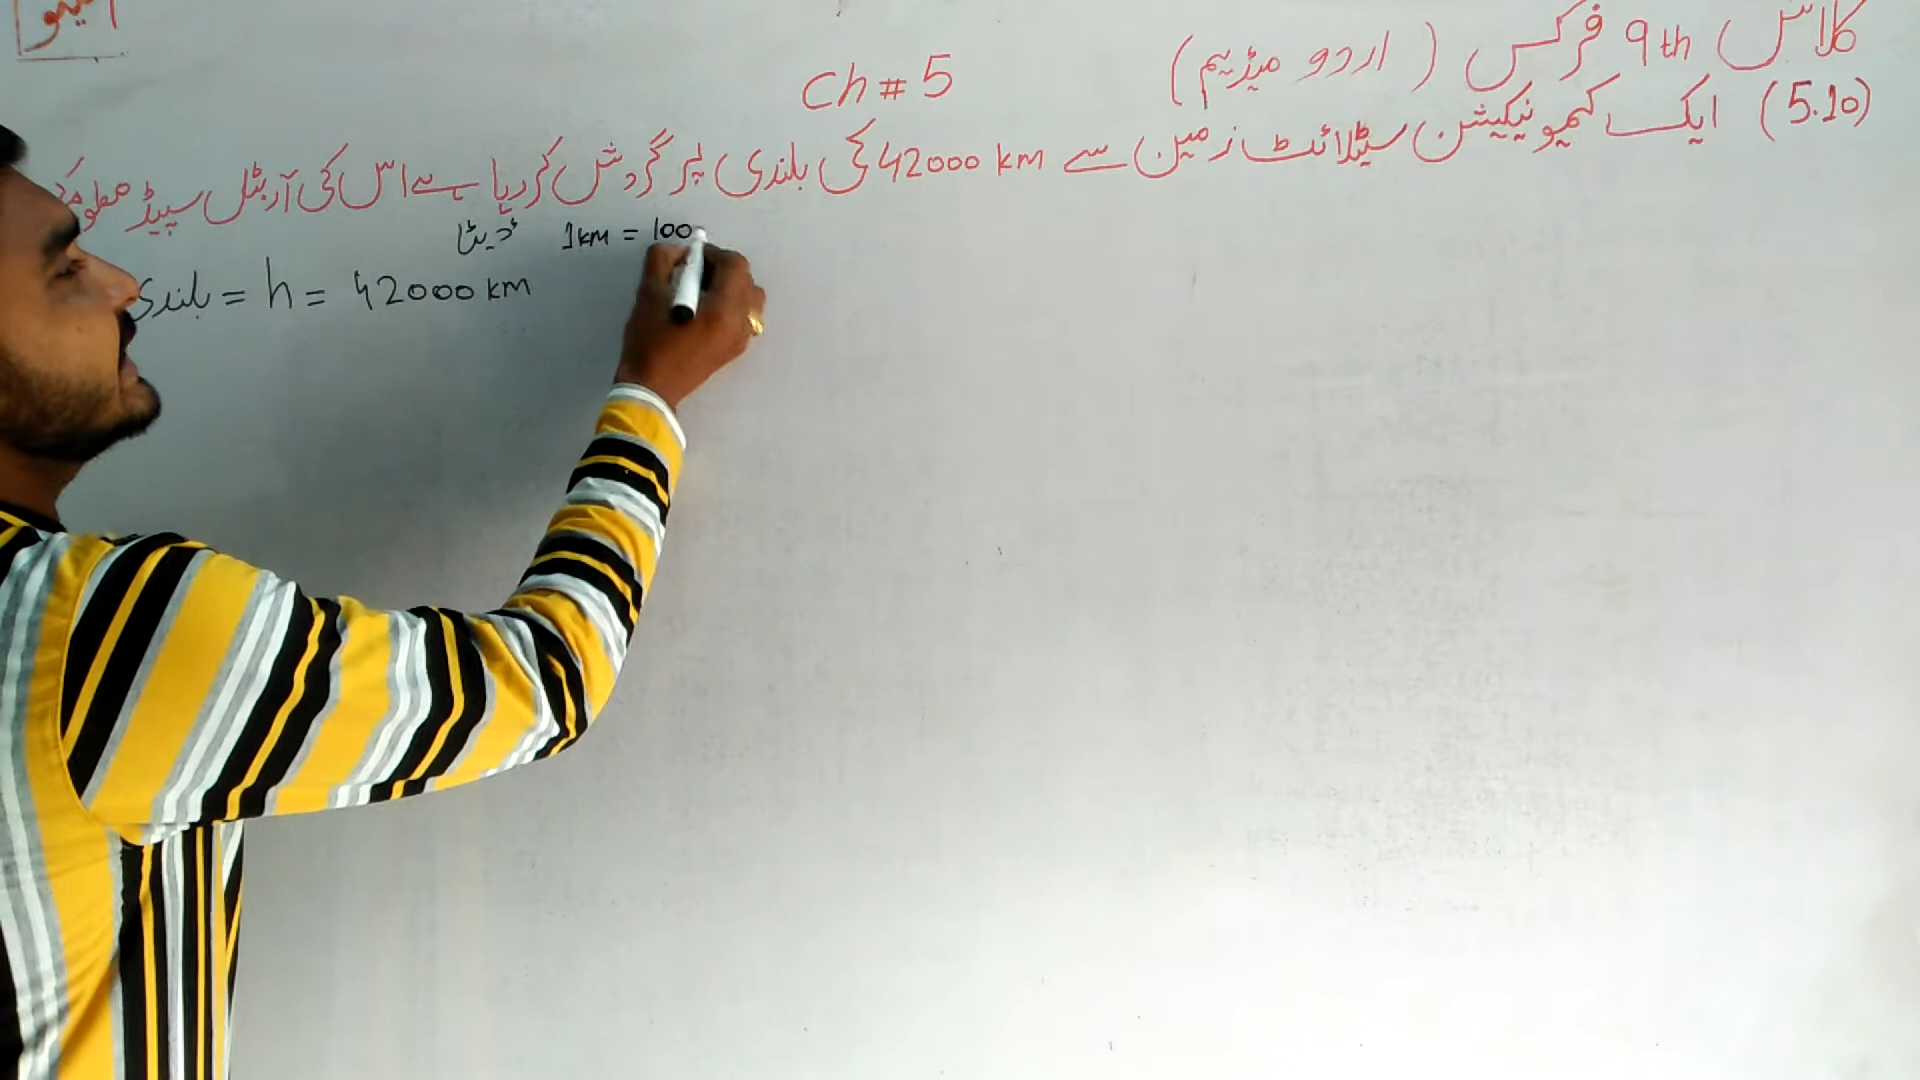 کلاس 9th فزکس (اردو میڈیم)
Ch # 5
(5.10) ایک کمیونیکیشن سیٹلائٹ زمین سے 42000 km کی بلندی پر گردش کر رہا ہے اس کی آربٹل سپیڈ معلوم
ڈیٹا 1km = 100
بلندی = h = 42000 km